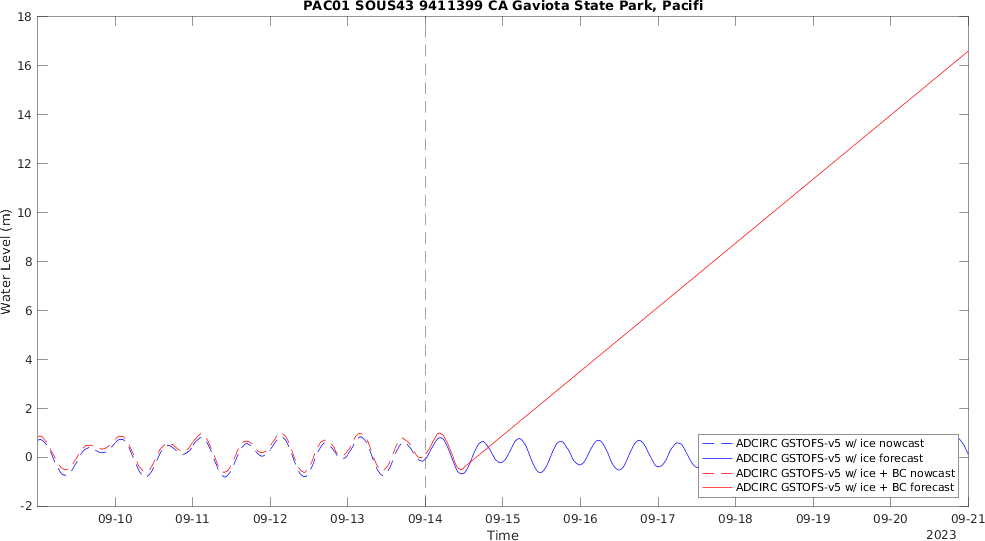 PAC01 SOUS43 9411399 CA Gaviota State Park, Pacifi
18
16
14
12
10
8
6
4
2
0
-2
Water Level (m)
ADCIRC GSTOFS-v5 w/ ice nowcast
ADCIRC GSTOFS-v5 w/ ice forecast
ADCIRC GSTOFS-v5 w/ ice + BC nowcast
ADCIRC GSTOFS-v5 w/ ice + BC forecast
09-10 09-11 09-12 09-13 09-14 09-15 09-16 09-17 09-18 09-19 09-20 09-21
Time
2023